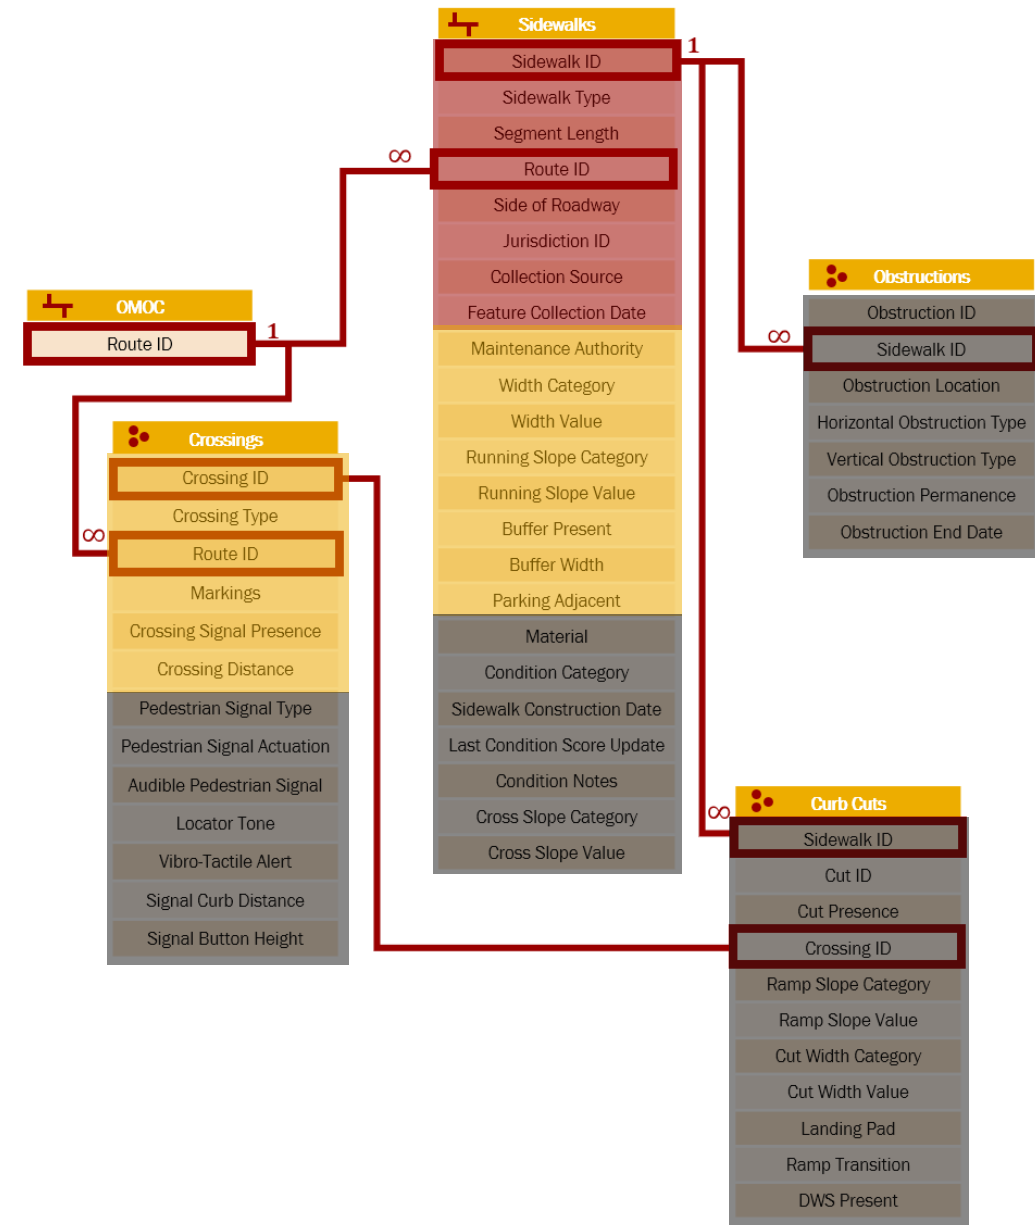 Sidewalks
1
Sidewalk ID
Sidewalk Type
Segment Length
∞
Route ID
Side of Roadway
Jurisdiction ID
Collection Source
Feature Collection Date
Maintenance Authority
Width Category
Width Value
Running Slope Category
Running Slope Value
Buffer Present
Buffer Width
Parking Adjacent
Material
Condition Category
Sidewalk Construction Date
Last Condition Score Update
Condition Notes
Cross Slope Category
Cross Slope Value
OMOC
1
Route ID
Obstructions
Obstruction ID
∞
Sidewalk ID
Obstruction Location
Horizontal Obstruction Type
Vertical Obstruction Type
Obstruction Permanence
Obstruction End Date
Crossings
Crossing ID
Crossing Type
∞
Route ID
Markings
Crossing Signal Presence
Crossing Distance
Pedestrian Signal Type
Pedestrian Signal Actuation
Audible Pedestrian Signal
Locator Tone
Vibro-Tactile Alert
Signal Curb Distance
Signal Button Height
Curb Cuts
∞
Sidewalk ID
Cut ID
Cut Presence
Crossing ID
Ramp Slope Category
Ramp Slope Value
Cut Width Category
Cut Width Value
Landing Pad
Ramp Transition
DWS Present